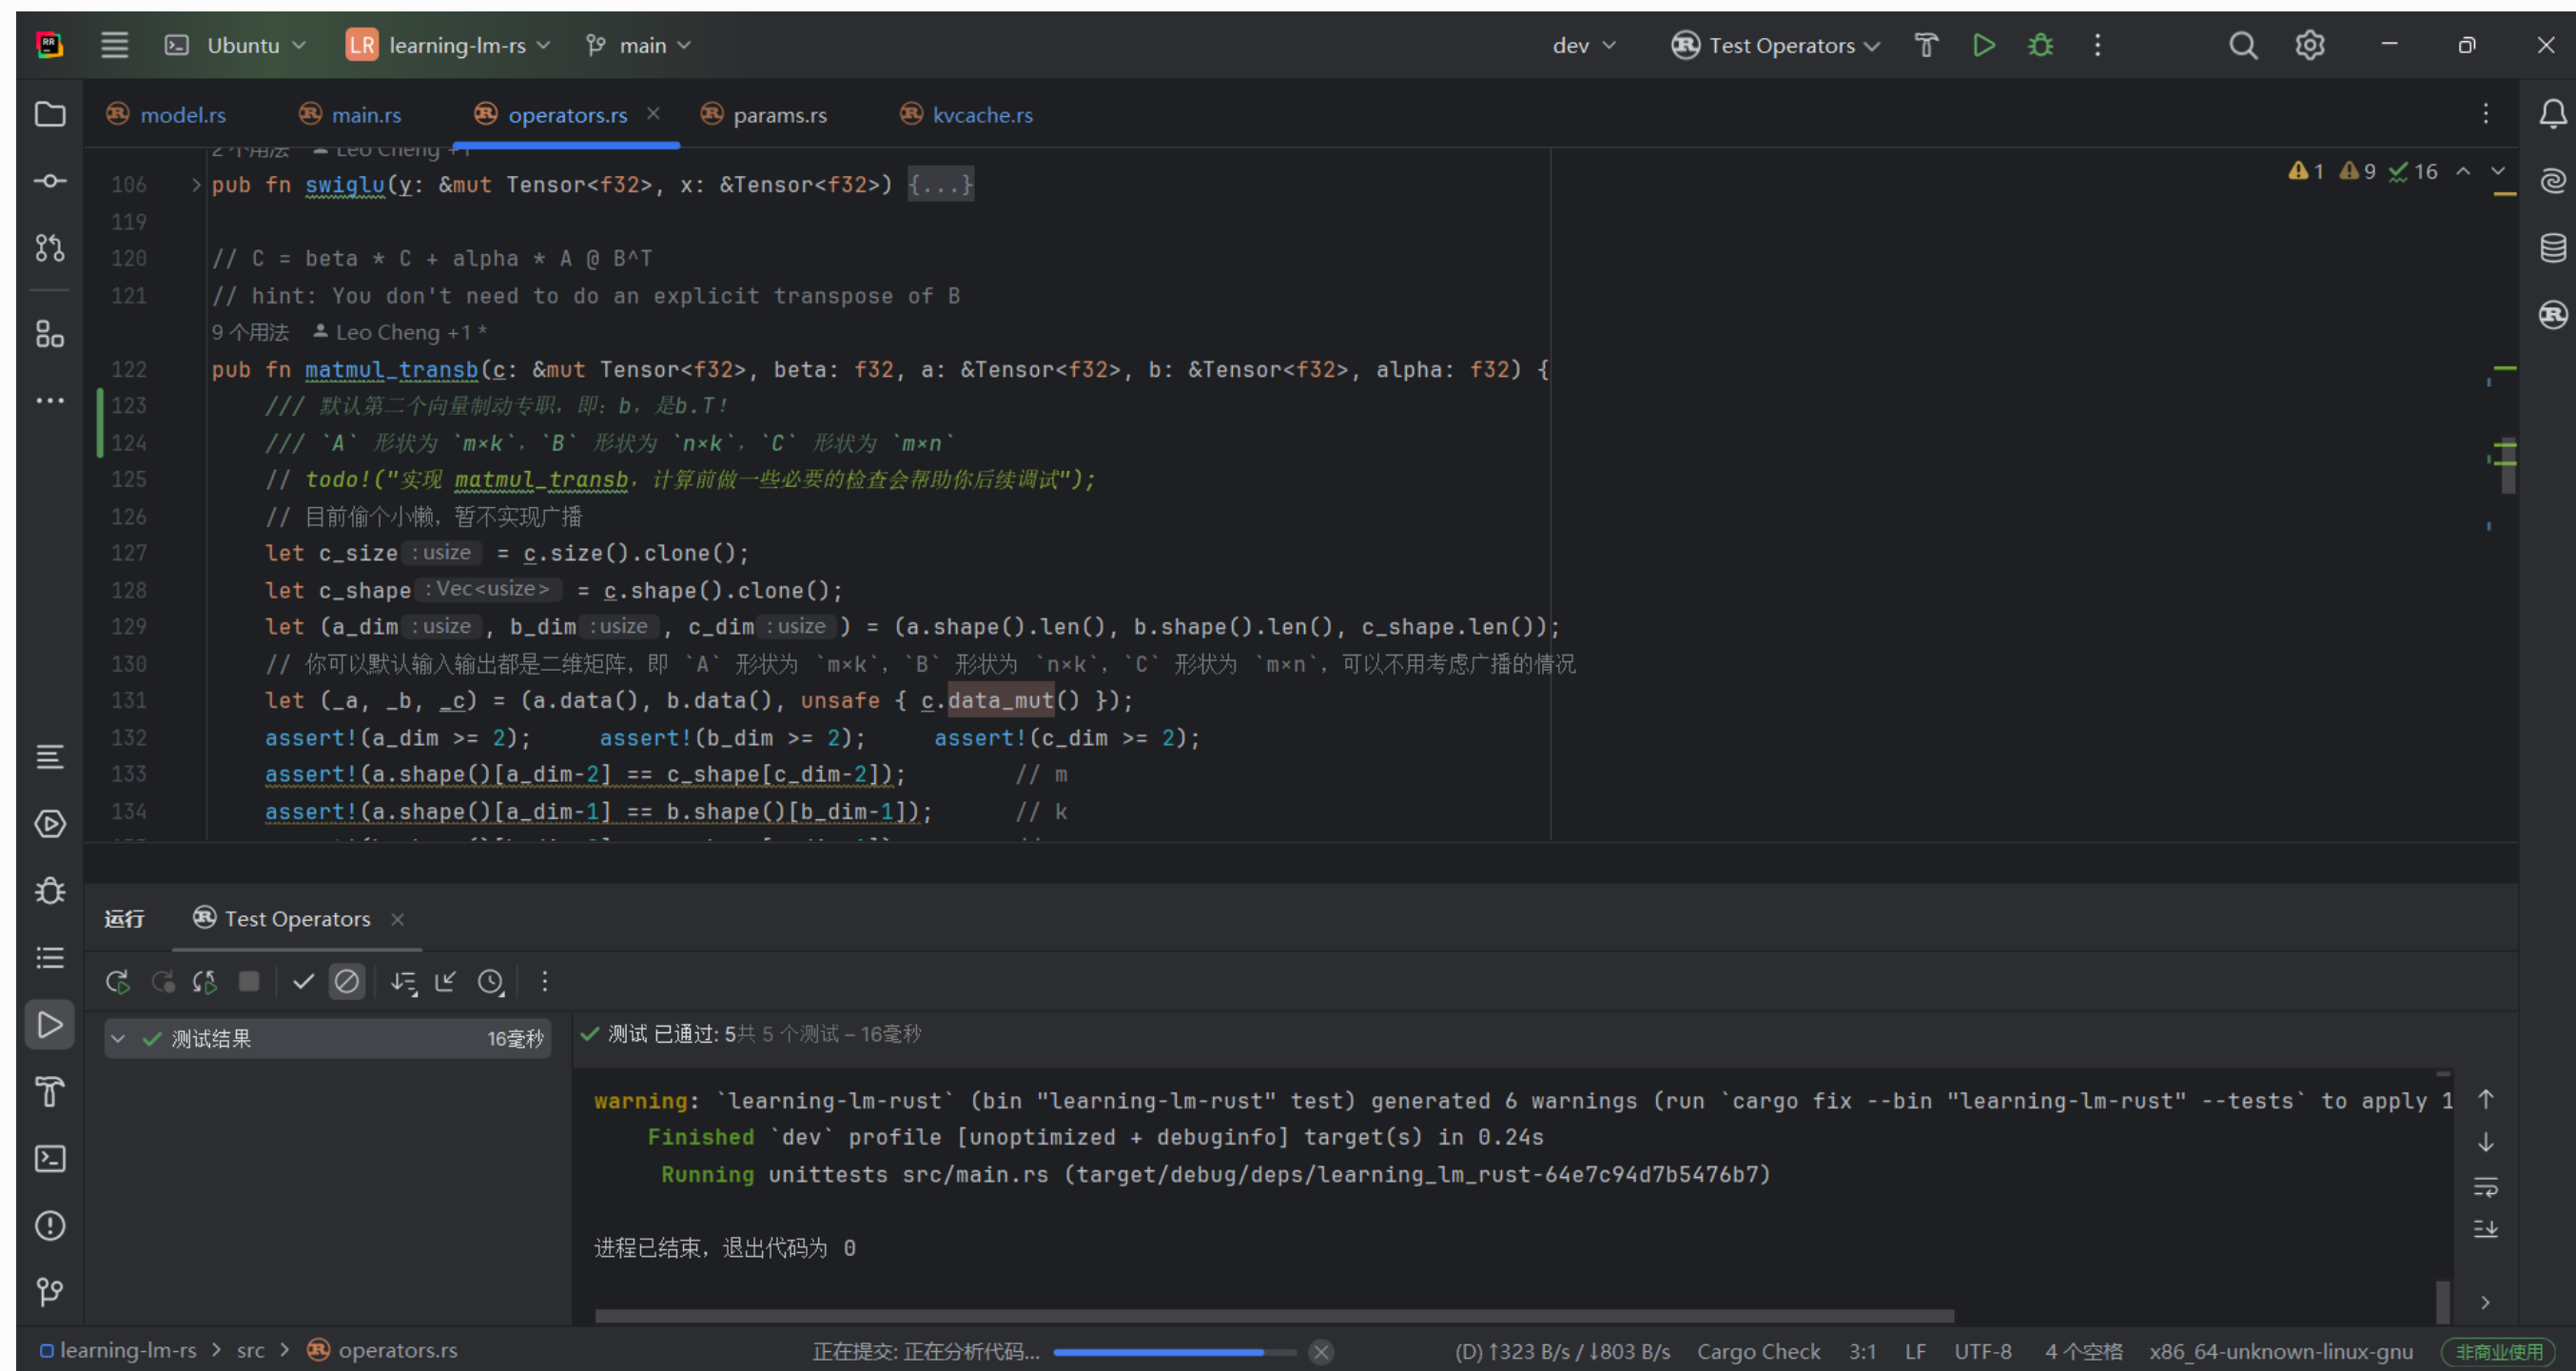 RR
Ubuntu LR learning-lm-rs main dev Test Operators
model.rs main.rs operators.rs params.rs kvcache.rs
2 个用法 Leo Cheng +1
106 pub fn swiglu(y: &mut Tensor<f32>, x: &Tensor<f32>) {...}
1 9 16
119
120 // C = beta * C + alpha * A @ B^T
121 // hint: You don't need to do an explicit transpose of B
9 个用法 Leo Cheng +1 *
122 pub fn matmul_transb(c: &mut Tensor<f32>, beta: f32, a: &Tensor<f32>, b: &Tensor<f32>, alpha: f32) {
123 /// 默认第二个向量制动专职，即：b，是b.T！
124 /// `A` 形状为 `m×k`，`B` 形状为 `n×k`，`C` 形状为 `m×n`
125 // todo!("实现 matmul_transb，计算前做一些必要的检查会帮助你后续调试");
126 // 目前偷个小懒，暂不实现广播
127 let c_size : usize = c.size().clone();
128 let c_shape : Vec<usize> = c.shape().clone();
129 let (a_dim : usize , b_dim : usize , c_dim : usize ) = (a.shape().len(), b.shape().len(), c_shape.len());
130 // 你可以默认输入输出都是二维矩阵，即 `A` 形状为 `m×k`，`B` 形状为 `n×k`，`C` 形状为 `m×n`，可以不用考虑广播的情况
131 let (_a, _b, _c) = (a.data(), b.data(), unsafe { c.data_mut() });
132 assert!(a_dim >= 2); assert!(b_dim >= 2); assert!(c_dim >= 2);
133 assert!(a.shape()[a_dim-2] == c_shape[c_dim-2]); // m
134 assert!(a.shape()[a_dim-1] == b.shape()[b_dim-1]); // k
运行 Test Operators
测试结果 16毫秒
测试 已通过: 5共 5 个测试 – 16毫秒
warning: `learning-lm-rust` (bin "learning-lm-rust" test) generated 6 warnings (run `cargo fix --bin "learning-lm-rust" --tests` to apply 1
Finished `dev` profile [unoptimized + debuginfo] target(s) in 0.24s
Running unittests src/main.rs (target/debug/deps/learning_lm_rust-64e7c94d7b5476b7)
进程已结束，退出代码为 0
learning-lm-rs > src > operators.rs 正在提交: 正在分析代码... (D) ↑323 B/s / ↓803 B/s Cargo Check 3:1 LF UTF-8 4 个空格 x86_64-unknown-linux-gnu 非商业使用